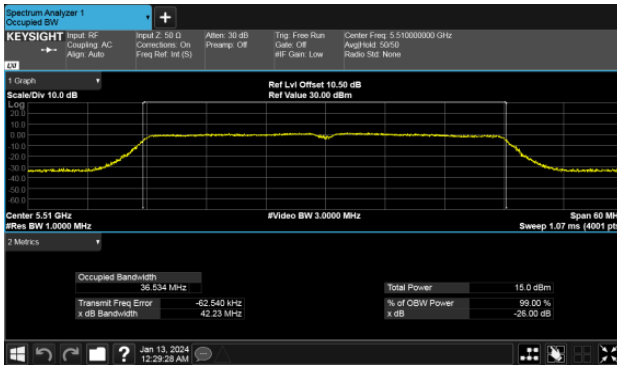 Spectrum Analyzer 1
Occupied BW
KEYSIGHT
Input: RF
Coupling: AC
Align: Auto
Input Z: 50 Ω
Corrections: On
Freq Ref: Int (S)
Atten: 30 dB
Preamp: Off
Trig: Free Run
Gate: Off
#IF Gain: Low
Center Freq: 5.510000000 GHz
Avg|Hold: 50/50
Radio Std: None
LXI
1 Graph
Scale/Div 10.0 dB
Ref Lvl Offset 10.50 dB
Ref Value 30.00 dBm
Log
20.0
10.0
0.00
-10.0
-20.0
-30.0
-40.0
-50.0
-60.0
Center 5.51 GHz
#Res BW 1.0000 MHz
#Video BW 3.0000 MHz
Span 60 MH
Sweep 1.07 ms (4001 pts
2 Metrics
Occupied Bandwidth
36.534 MHz
Transmit Freq Error -62.540 kHz
x dB Bandwidth 42.23 MHz
Total Power 15.0 dBm
% of OBW Power 99.00 %
x dB -26.00 dB
?
Jan 13, 2024
12:29:28 AM